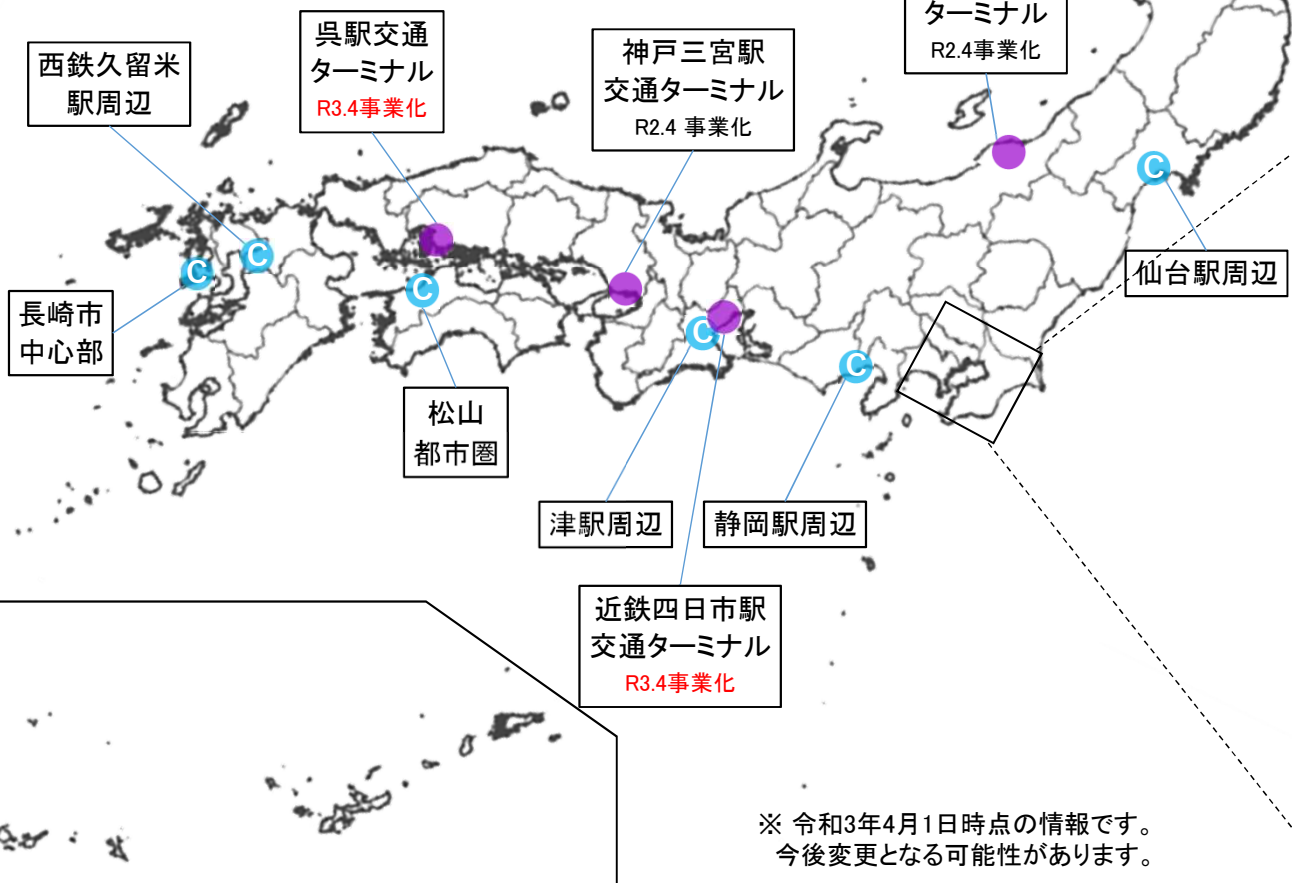 ターミナル
R2.4事業化
呉駅交通
ターミナル
R3.4事業化
神戸三宮駅
交通ターミナル
R2.4 事業化
西鉄久留米
駅周辺
C
C
C
C
C
C
仙台駅周辺
長崎市
中心部
松山
都市圏
津駅周辺
静岡駅周辺
近鉄四日市駅
交通ターミナル
R3.4事業化
※ 令和3年4月1日時点の情報です。
今後変更となる可能性があります。